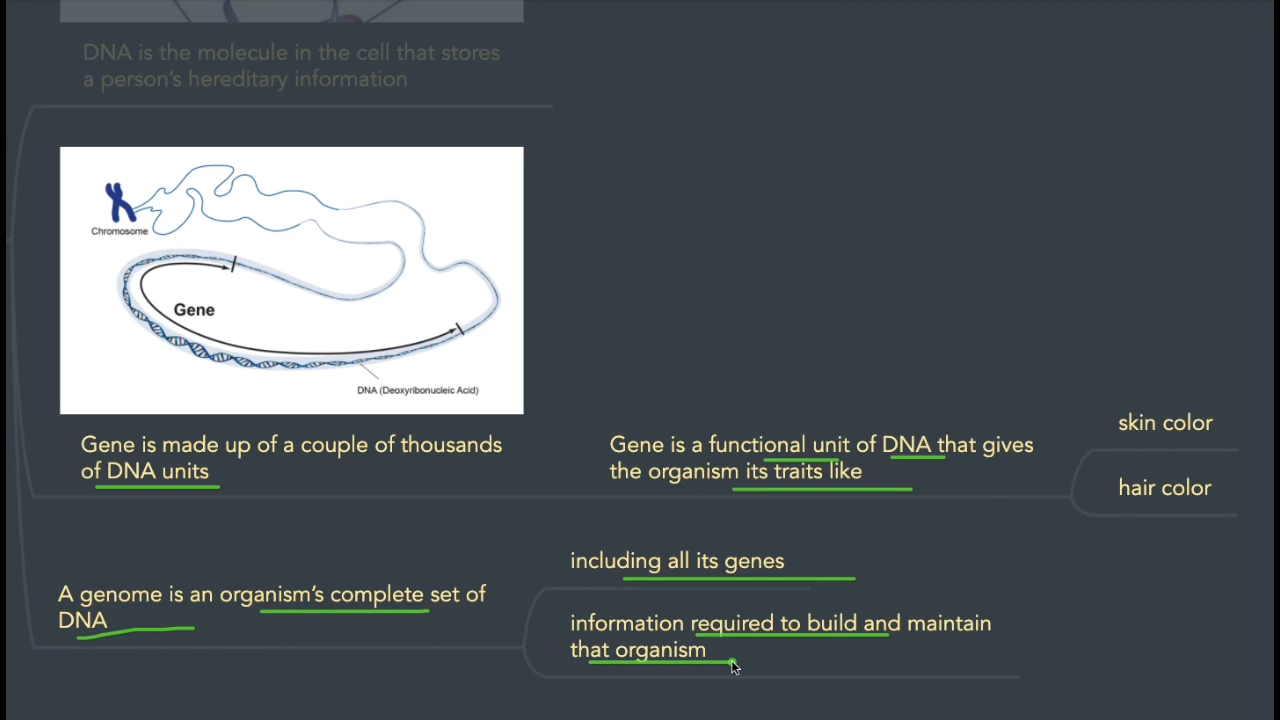 DNA is the molecule in the cell that stores
a person's hereditary information
Chromosome
Gene
DNA (Deoxyribonucleic Acid)
Gene is made up of a couple of thousands
of DNA units
Gene is a functional unit of DNA that gives
the organism its traits like
skin color
hair color
A genome is an organism's complete set of
DNA
including all its genes
information required to build and maintain
that organism